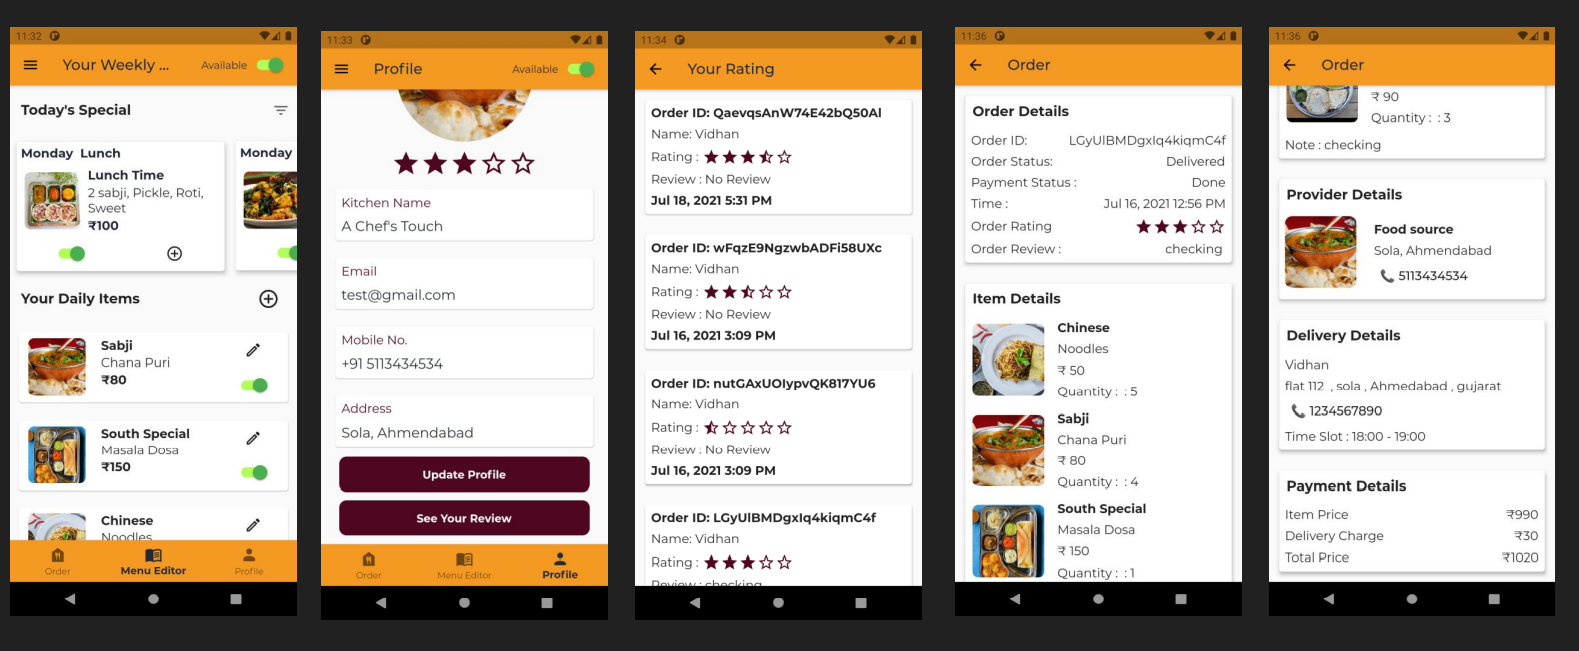 11:32
Your Weekly ...
Available
Today's Special
Monday Lunch
Lunch Time
2 sabji, Pickle, Roti,
Sweet
₹100
Monday
Your Daily Items
Sabji
Chana Puri
₹80
South Special
Masala Dosa
₹150
Chinese
Noodles
Order
Menu Editor
Profile
11:33
Profile
Available
Kitchen Name
A Chef's Touch
Email
test@gmail.com
Mobile No.
+91 5113434534
Address
Sola, Ahmendabad
Update Profile
See Your Review
Order
Menu Editor
Profile
11:34
Your Rating
Order ID: QaevqsAnW74E42bQ50Al
Name: Vidhan
Rating :
Review : No Review
Jul 18, 2021 5:31 PM
Order ID: wFqzE9NgzwbADFi58UXc
Name: Vidhan
Rating :
Review : No Review
Jul 16, 2021 3:09 PM
Order ID: nutGAxUOIypvQK817YU6
Name: Vidhan
Rating :
Review : No Review
Jul 16, 2021 3:09 PM
Order ID: LGyUlBMDgxIq4kiqmC4f
Name: Vidhan
Rating :
Review : checking
11:36
Order
Order Details
Order ID: LGyUlBMDgxIq4kiqmC4f
Order Status: Delivered
Payment Status : Done
Time : Jul 16, 2021 12:56 PM
Order Rating
Order Review : checking
Item Details
Chinese
Noodles
₹ 50
Quantity : : 5
Sabji
Chana Puri
₹ 80
Quantity : : 4
South Special
Masala Dosa
₹ 150
Quantity : : 1
11:36
Order
₹ 90
Quantity : : 3
Note : checking
Provider Details
Food source
Sola, Ahmendabad
5113434534
Delivery Details
Vidhan
flat 112 , sola , Ahmedabad , gujarat
1234567890
Time Slot : 18:00 - 19:00
Payment Details
Item Price ₹990
Delivery Charge ₹30
Total Price ₹1020